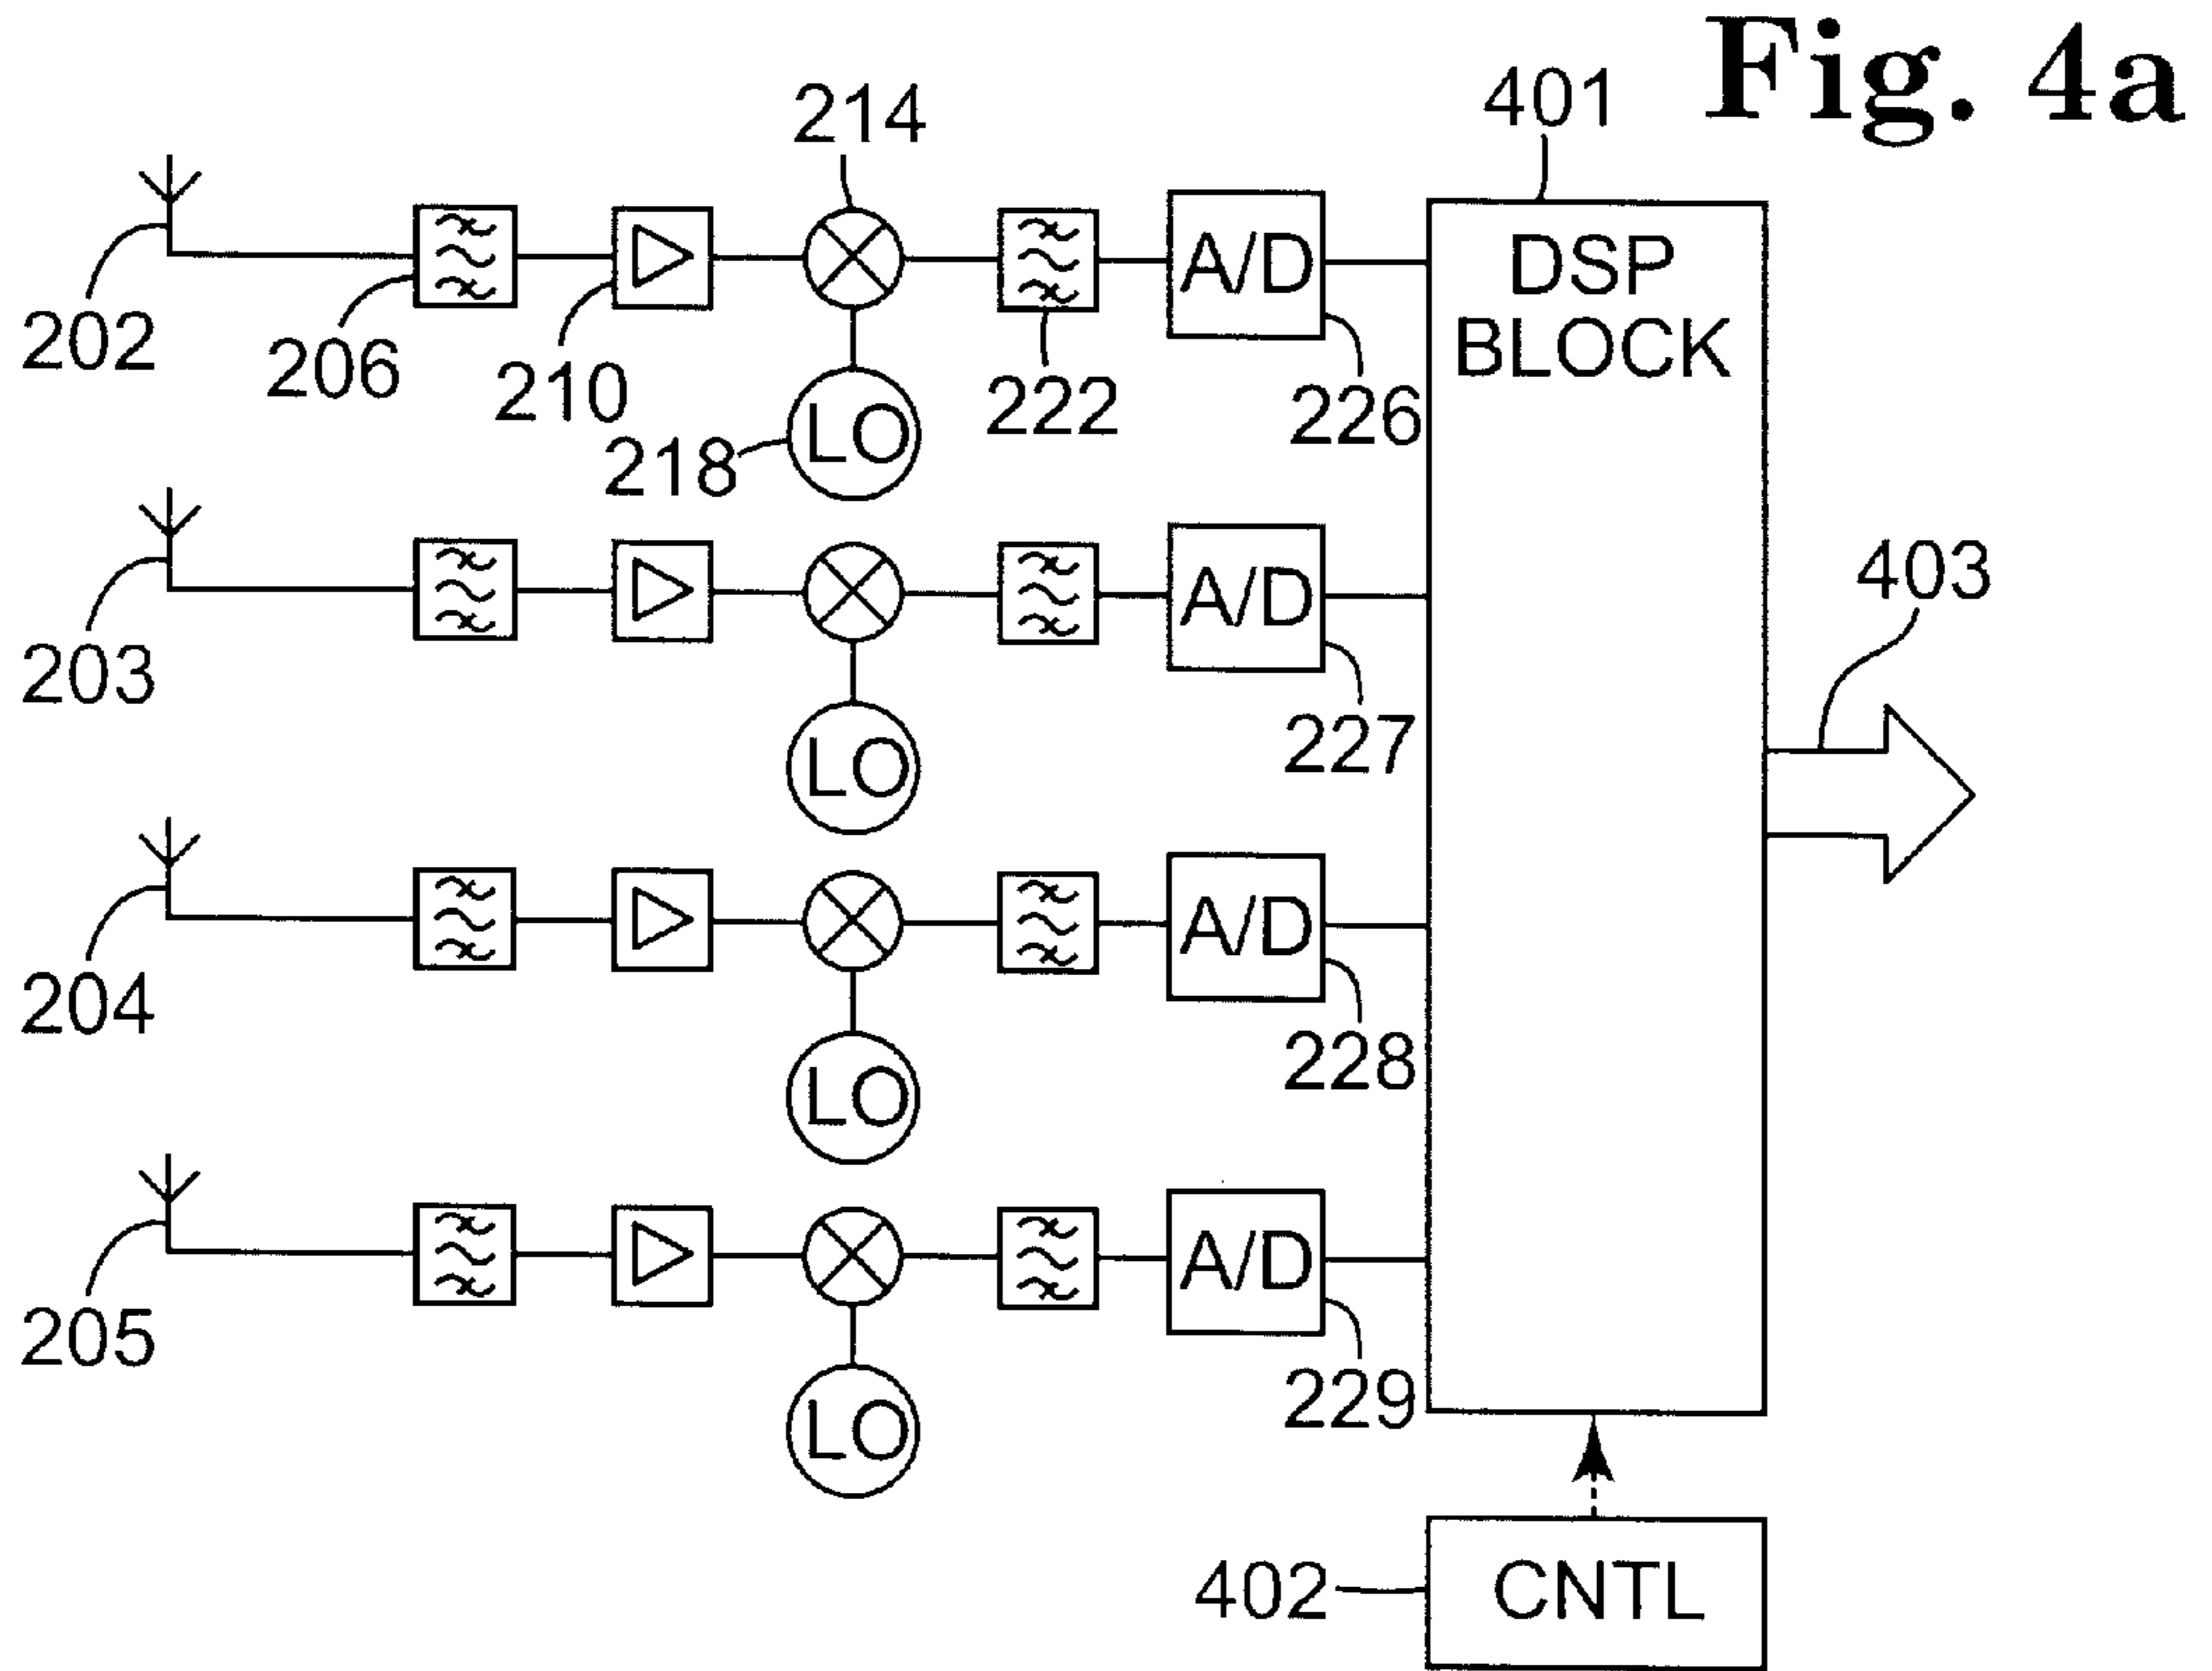 Fig. 4a
401
214
202
206
210
218
LO
222
A/D
226
DSP
BLOCK
203
LO
A/D
227
403
204
LO
A/D
228
205
LO
A/D
229
402
CNTL